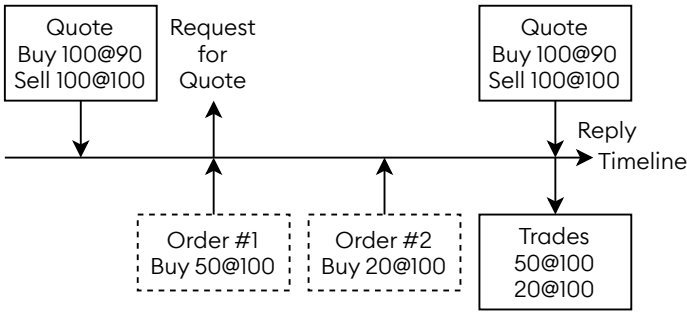 Quote
Buy 100@90
Sell 100@100
Request
for
Quote
Quote
Buy 100@90
Sell 100@100
Reply
Timeline
Order #1
Buy 50@100
Order #2
Buy 20@100
Trades
50@100
20@100